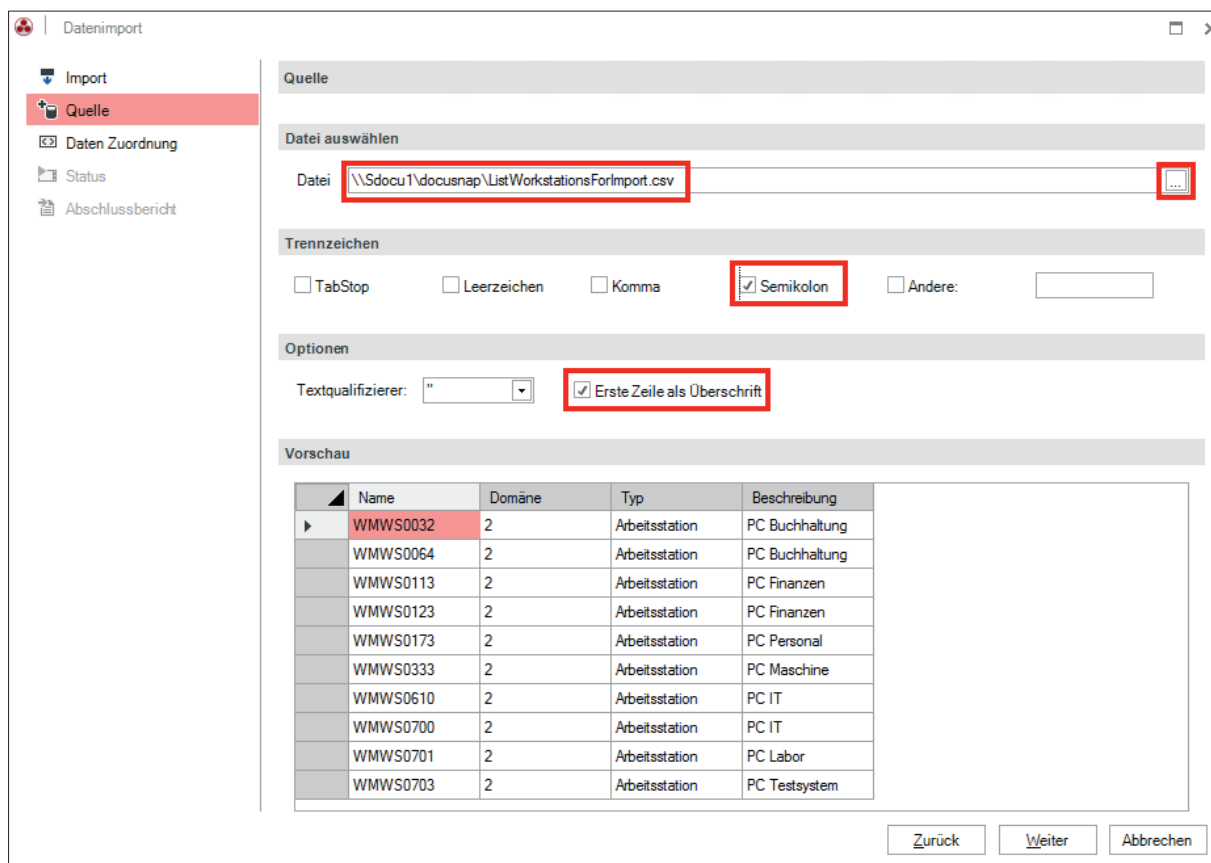 Datenimport
Import
Quelle
Daten Zuordnung
Status
Abschlussbericht
Quelle
Datei auswählen
Datei \\Sdocu1\docusnap\ListWorkstationsForImport.csv ...
Trennzeichen
TabStop Leerzeichen Komma Semikolon Andere:
Optionen
Textqualifizierer: " Erste Zeile als Überschrift
Vorschau
Name Domäne Typ Beschreibung
WMWS0032 2 Arbeitsstation PC Buchhaltung
WMWS0064 2 Arbeitsstation PC Buchhaltung
WMWS0113 2 Arbeitsstation PC Finanzen
WMWS0123 2 Arbeitsstation PC Finanzen
WMWS0173 2 Arbeitsstation PC Personal
WMWS0333 2 Arbeitsstation PC Maschine
WMWS0610 2 Arbeitsstation PC IT
WMWS0700 2 Arbeitsstation PC IT
WMWS0701 2 Arbeitsstation PC Labor
WMWS0703 2 Arbeitsstation PC Testsystem
Zurück Weiter Abbrechen